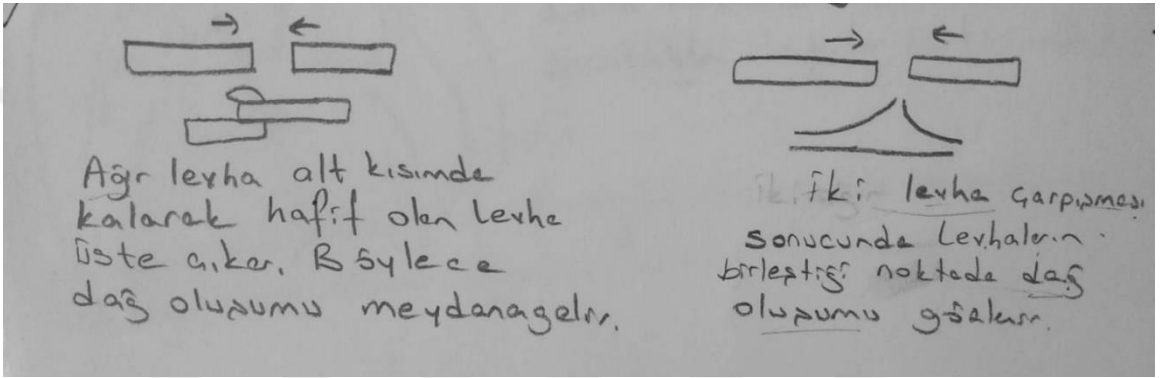 Ağr levha alt kısımda
kalarak hafif olan levha
üste çıkar. Böylece
dağ oluşumu meydanagelir.
İki levha çarpışması
sonucunda levhaların
birleştiği noktada dağ
oluşumu gözlenir.